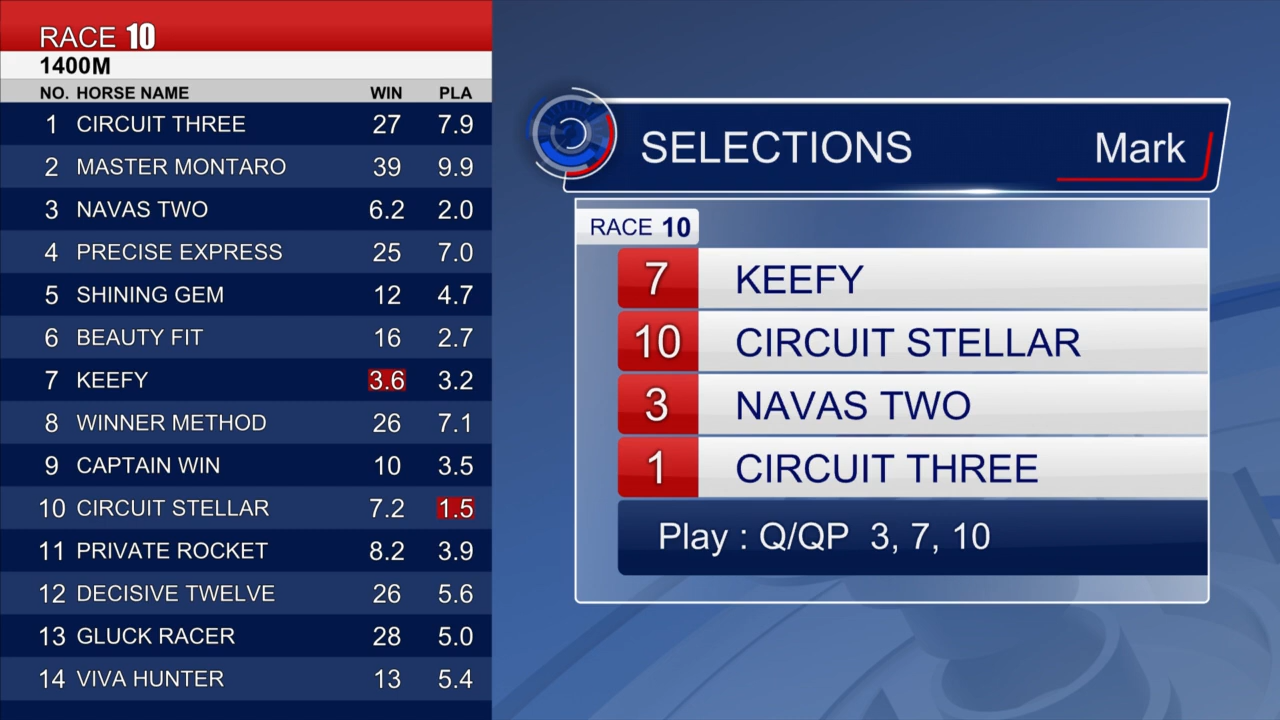 RACE 10
1400M
NO. HORSE NAME WIN PLA
1 CIRCUIT THREE 27 7.9
2 MASTER MONTARO 39 9.9
3 NAVAS TWO 6.2 2.0
4 PRECISE EXPRESS 25 7.0
5 SHINING GEM 12 4.7
6 BEAUTY FIT 16 2.7
7 KEEFY 3.6 3.2
8 WINNER METHOD 26 7.1
9 CAPTAIN WIN 10 3.5
10 CIRCUIT STELLAR 7.2 1.5
11 PRIVATE ROCKET 8.2 3.9
12 DECISIVE TWELVE 26 5.6
13 GLUCK RACER 28 5.0
14 VIVA HUNTER 13 5.4
SELECTIONS Mark
RACE 10
7 KEEFY
10 CIRCUIT STELLAR
3 NAVAS TWO
1 CIRCUIT THREE
Play : Q/QP 3, 7, 10